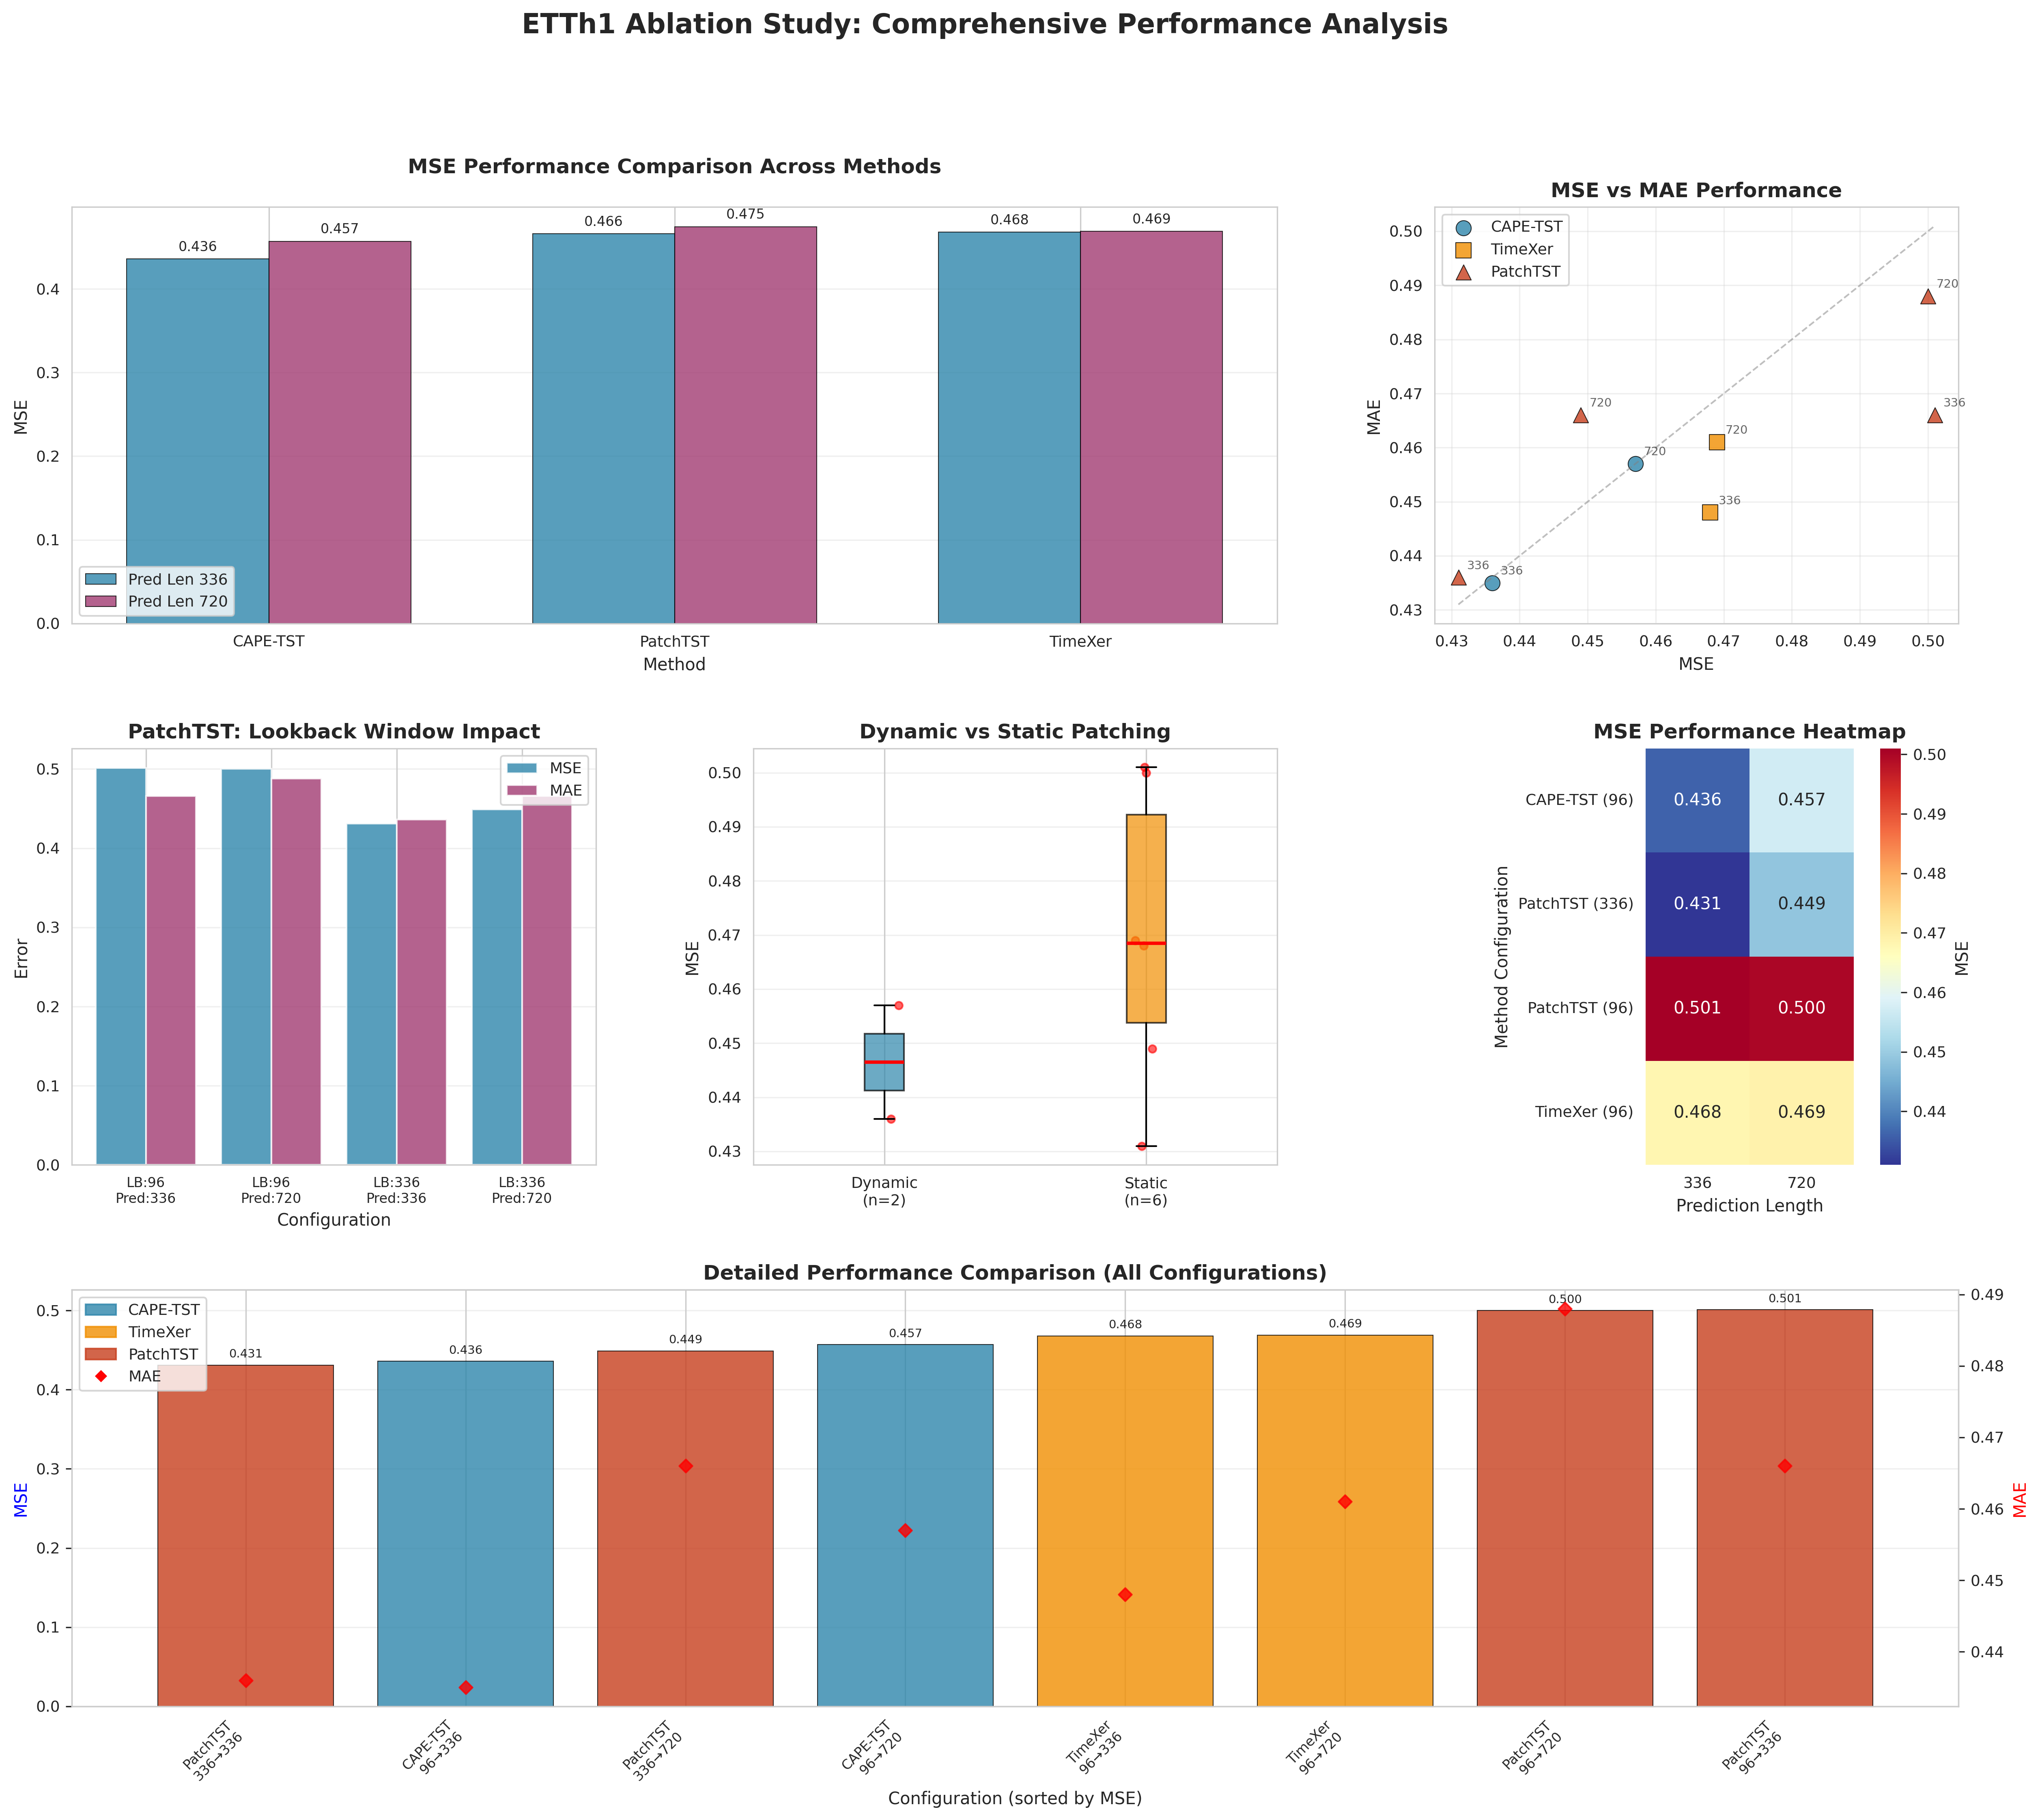 ETTh1 Ablation Study: Comprehensive Performance Analysis
MSE Performance Comparison Across Methods
0.436
0.457
0.466
0.475
0.468
0.469
0.4
0.3
0.2
0.1
0.0
MSE
Pred Len 336
Pred Len 720
CAPE-TST
PatchTST
TimeXer
Method
MSE vs MAE Performance
CAPE-TST
TimeXer
PatchTST
0.50
0.49
0.48
0.47
0.46
0.45
0.44
0.43
MAE
720
720
336
720
720
336
336
336
0.43
0.44
0.45
0.46
0.47
0.48
0.49
0.50
MSE
PatchTST: Lookback Window Impact
MSE
MAE
0.5
0.4
0.3
0.2
0.1
0.0
Error
LB:96
Pred:336
LB:96
Pred:720
LB:336
Pred:336
LB:336
Pred:720
Configuration
Dynamic vs Static Patching
0.50
0.49
0.48
0.47
0.46
0.45
0.44
0.43
MSE
Dynamic
(n=2)
Static
(n=6)
MSE Performance Heatmap
Method Configuration
CAPE-TST (96)
0.436
0.457
PatchTST (336)
0.431
0.449
PatchTST (96)
0.501
0.500
TimeXer (96)
0.468
0.469
336
720
Prediction Length
0.50
0.49
0.48
0.47
0.46
0.45
0.44
MSE
Detailed Performance Comparison (All Configurations)
CAPE-TST
TimeXer
PatchTST
MAE
0.431
0.436
0.449
0.457
0.468
0.469
0.500
0.501
0.5
0.4
0.3
0.2
0.1
0.0
MSE
0.49
0.48
0.47
0.46
0.45
0.44
MAE
PatchTST
336→336
CAPE-TST
96→336
PatchTST
336→720
CAPE-TST
96→720
TimeXer
96→336
TimeXer
96→720
PatchTST
96→720
PatchTST
96→336
Configuration (sorted by MSE)